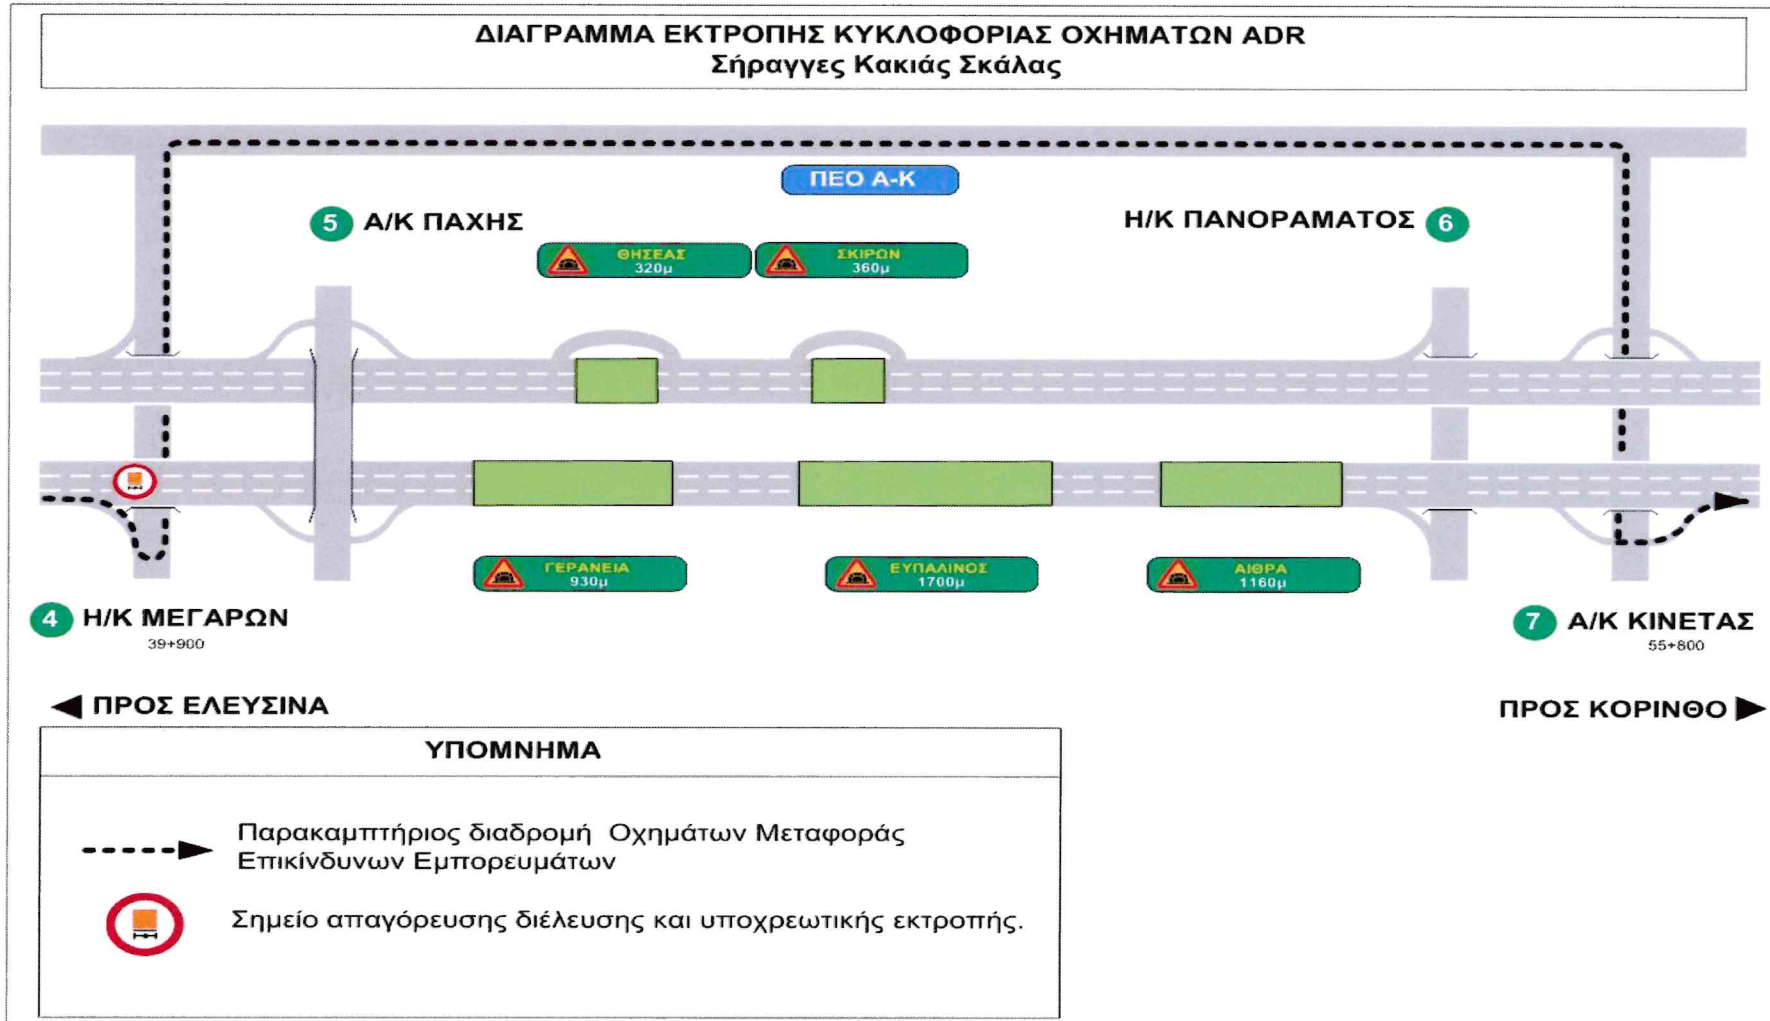 ΔΙΑΓΡΑΜΜΑ ΕΚΤΡΟΠΗΣ ΚΥΚΛΟΦΟΡΙΑΣ ΟΧΗΜΑΤΩΝ ADR
Σήραγγες Κακιάς Σκάλας
ΠΕΟ Α-Κ
5 Α/Κ ΠΑΧΗΣ
Η/Κ ΠΑΝΟΡΑΜΑΤΟΣ 6
ΘΗΣΕΑΣ
320μ
ΣΚΙΡΩΝ
360μ
ΓΕΡΑΝΕΙΑ
930μ
ΕΥΠΑΛΙΝΟΣ
1700μ
ΑΙΘΡΑ
1160μ
4 Η/Κ ΜΕΓΑΡΩΝ
39+900
7 Α/Κ ΚΙΝΕΤΑΣ
55+800
ΠΡΟΣ ΕΛΕΥΣΙΝΑ
ΠΡΟΣ ΚΟΡΙΝΘΟ
ΥΠΟΜΝΗΜΑ
Παρακαμπτήριος διαδρομή Οχημάτων Μεταφοράς
Επικίνδυνων Εμπορευμάτων
Σημείο απαγόρευσης διέλευσης και υποχρεωτικής εκτροπής.